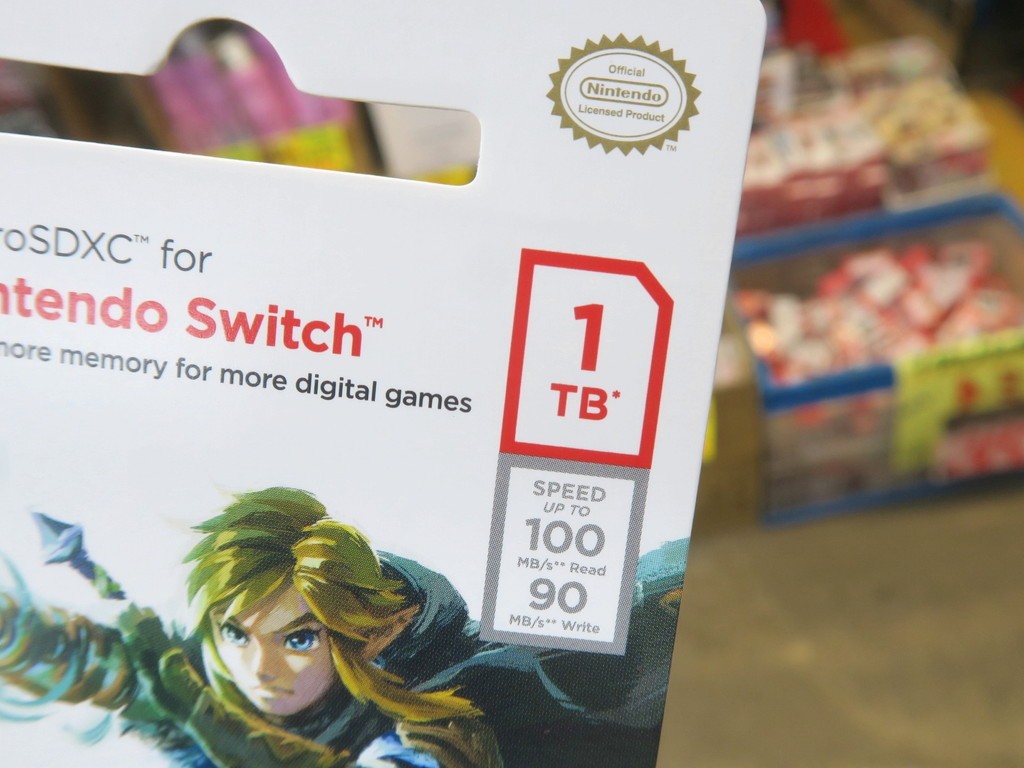 Official
Nintendo
Licensed Product
TM
roSDXC™ for
ntendo Switch™
more memory for more digital games
1
TB*
SPEED
UP TO
100
MB/s** Read
90
MB/s** Write